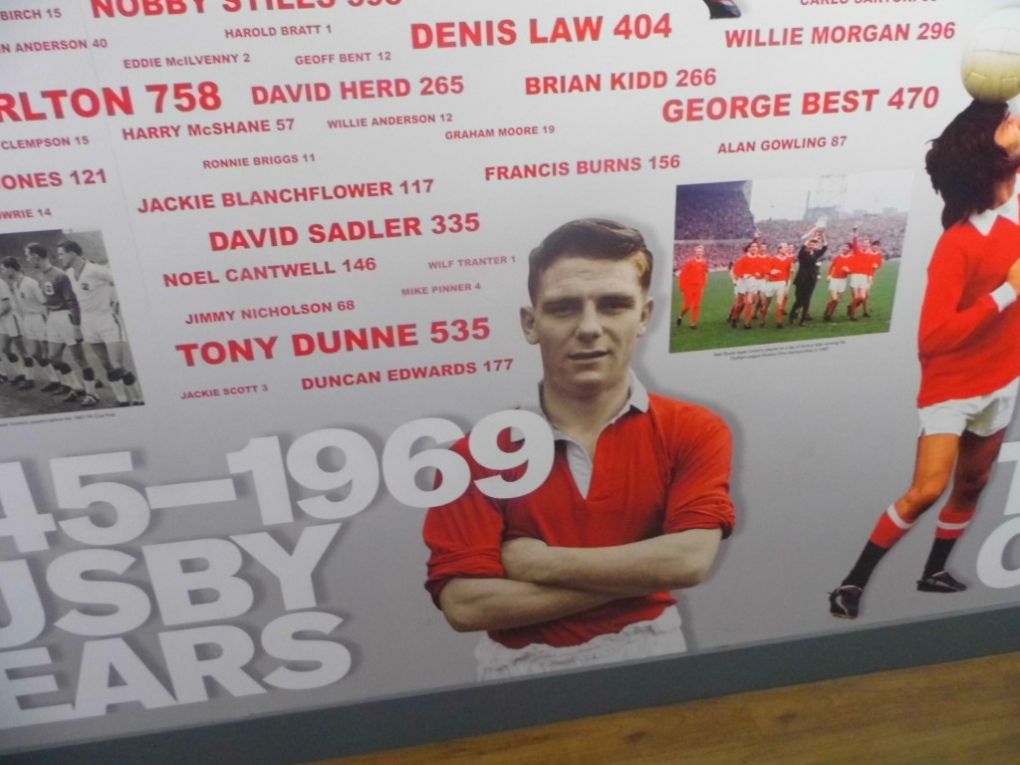 BIRCH 15
NOBBY STILES
N ANDERSON 40
HAROLD BRATT 1
DENIS LAW 404
WILLIE MORGAN 296
EDDIE McILVENNY 2
GEOFF BENT 12
RLTON 758
DAVID HERD 265
BRIAN KIDD 266
GEORGE BEST 470
CLEMPSON 15
HARRY McSHANE 57
WILLIE ANDERSON 12
GRAHAM MOORE 19
ALAN GOWLING 87
RONNIE BRIGGS 11
FRANCIS BURNS 156
ONES 121
JACKIE BLANCHFLOWER 117
WRIE 14
DAVID SADLER 335
NOEL CANTWELL 146
WILF TRANTER 1
MIKE PINNER 4
JIMMY NICHOLSON 68
TONY DUNNE 535
JACKIE SCOTT 3
DUNCAN EDWARDS 177
45–1969
USBY
EARS